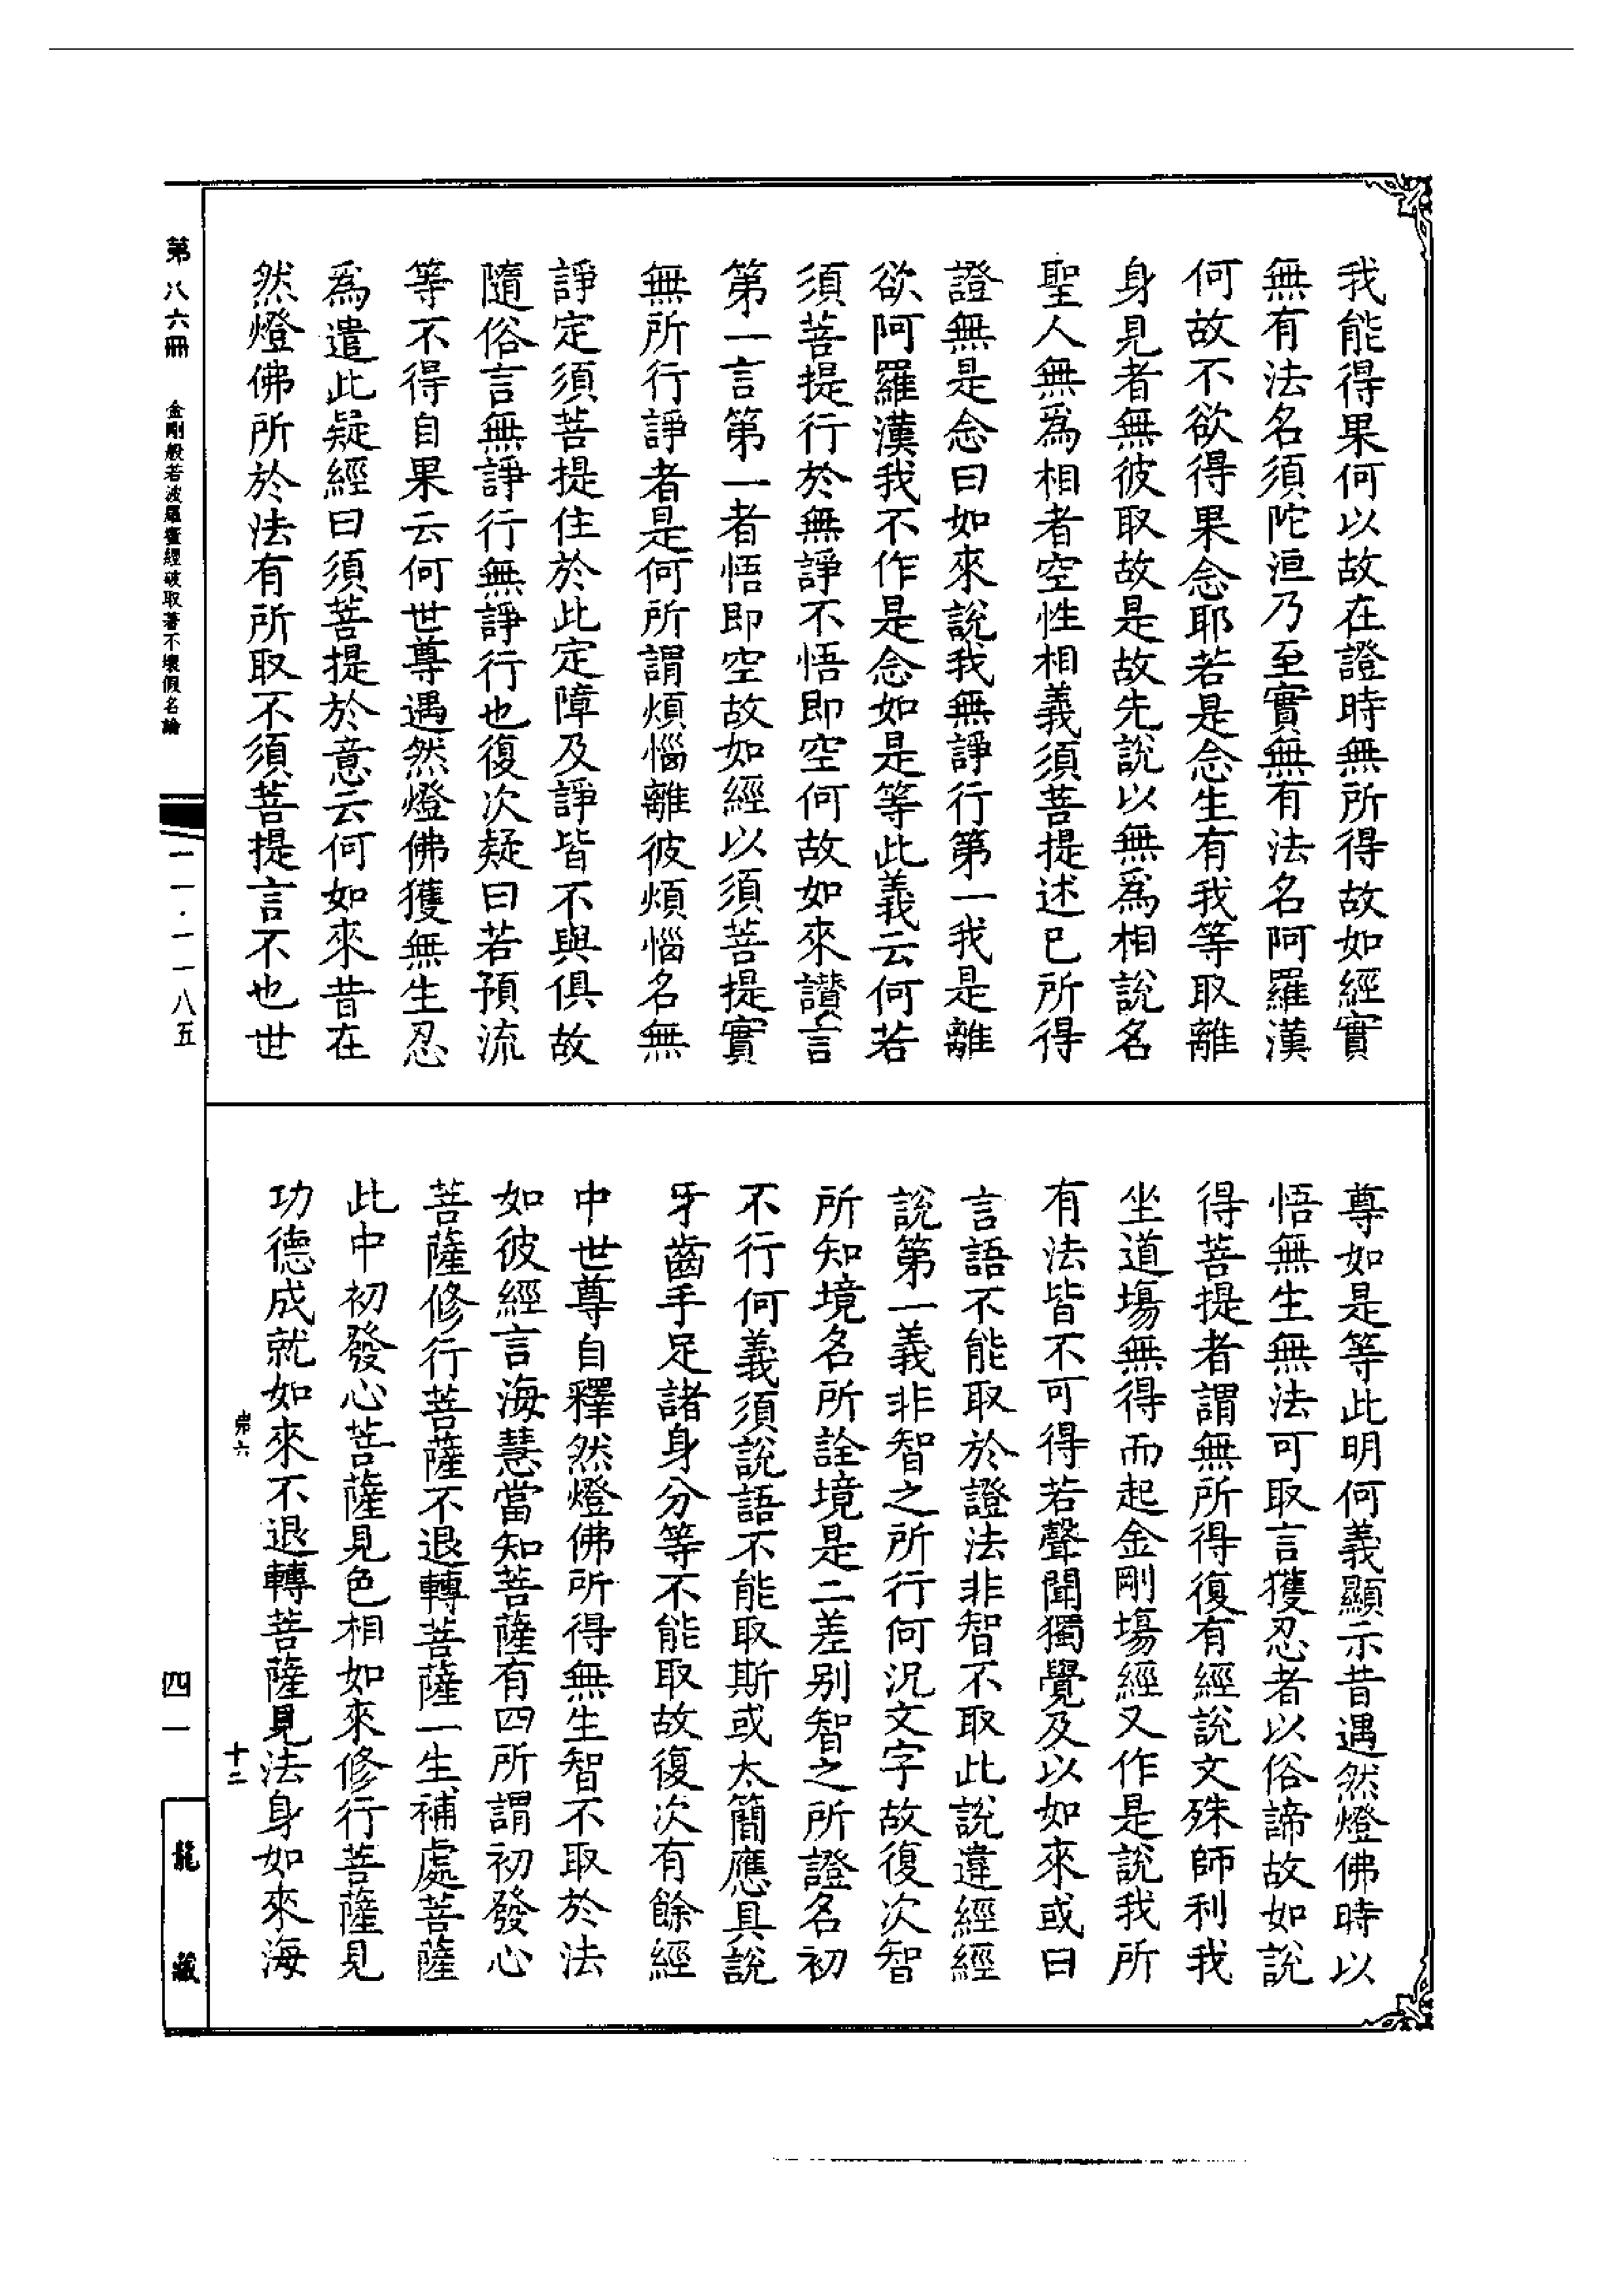 我能得果何以故在證時無所得故如經實
無有法名須陀洹乃至實無有法名阿羅漢
何故不欲得果念耶若是念生有我等取離
身見者無彼取故是故先說以無爲相說名
聖人無爲相者空性相義須菩提述已所得
證無是念曰如來說我無諍行第一我是離
欲阿羅漢我不作是念如是等此義云何若
須菩提行於無諍不悟即空何故如來讚言
第一言第一者悟即空故如經以須菩提實
無所行諍者是何所謂煩惱離彼煩惱名無
諍定須菩提住於此定障及諍皆不與俱故
隨俗言無諍行無諍行也復次疑曰若預流
等不得自果云何世尊遇然燈佛獲無生忍
爲遣此疑經曰須菩提於意云何如來昔在
然燈佛所於法有所取不須菩提言不也世
尊如是等此明何義顯示昔遇然燈佛時以
悟無生無法可取言獲忍者以俗諦故如說
得菩提者謂無所得復有經說文殊師利我
坐道場無得而起金剛場經又作是說我所
有法皆不可得若聲聞獨覺及以如來或曰
言語不能取於證法非智不取此說違經經
說第一義非智之所行何況文字故復次智
所知境名所詮境是二差别智之所證名初
不行何義須說語不能取斯或太簡應具說
牙齒手足諸身分等不能取故復次有餘經
中世尊自釋然燈佛所得無生智不取於法
如彼經言海慧當知菩薩有四所謂初發心
菩薩修行菩薩不退轉菩薩一生補處菩薩
此中初發心菩薩見色相如來修行菩薩見
功德成就如來不退轉菩薩見法身如來海
第八六冊 金剛般若波羅蜜經破取著不壞假名論
一一·一一八五
四一
龍藏
十二